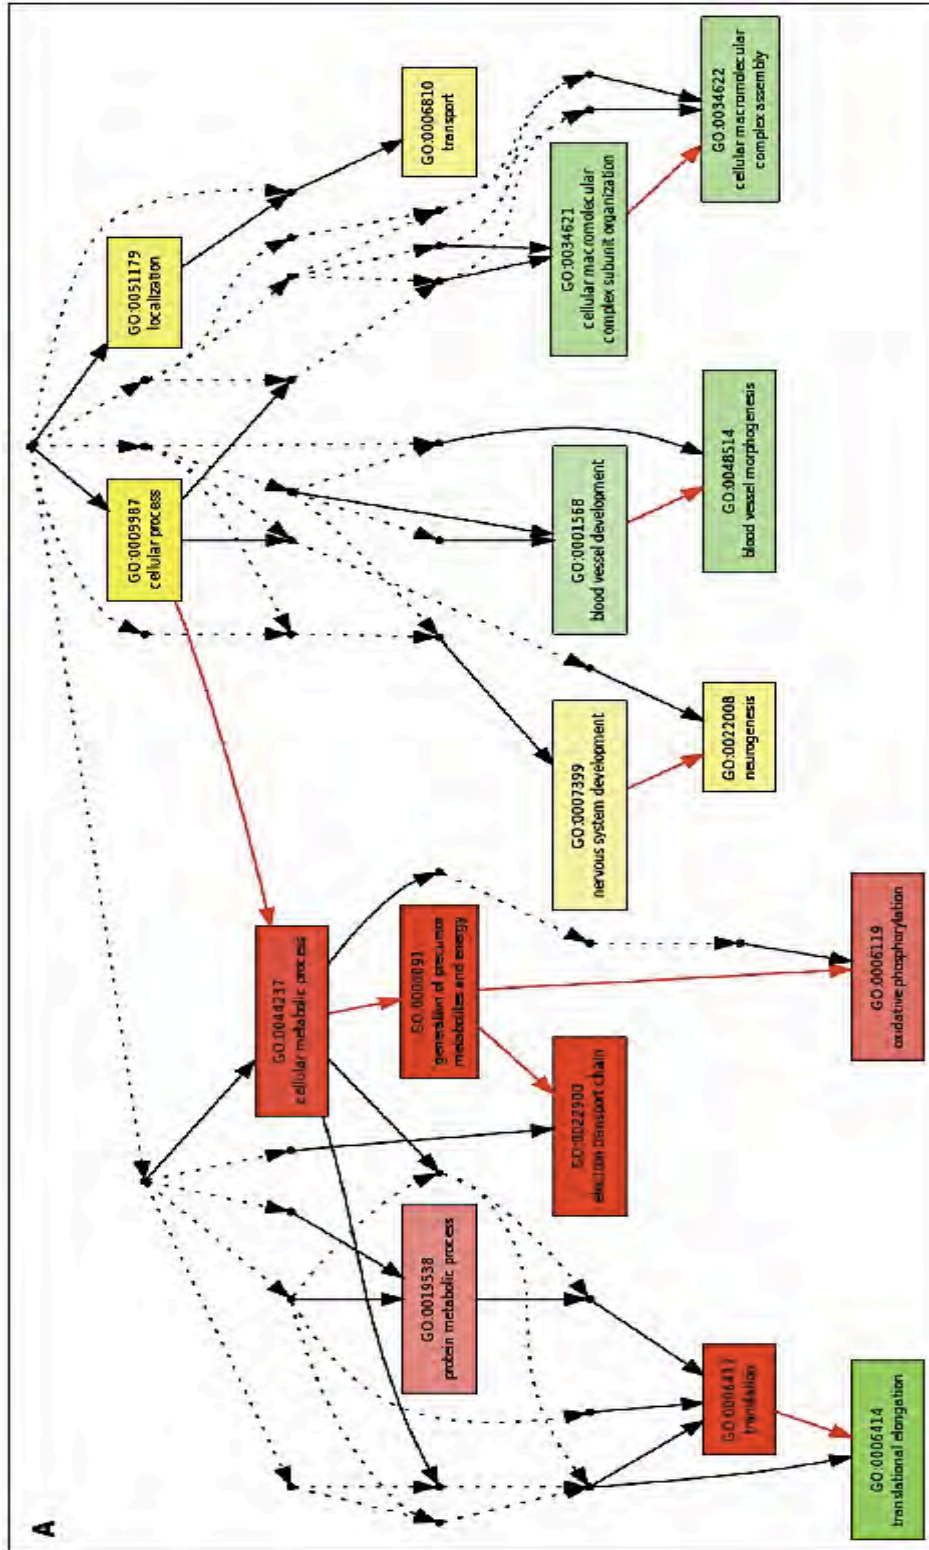 A
GO:0051179
localization
GO:0006810
transport
GO:0009987
cellular process
GO:0034621
cellular macromolecular
complex subunit organization
GO:0034622
cellular macromolecular
complex assembly
GO:0001568
blood vessel development
GO:0048514
blood vessel morphogenesis
GO:0007399
nervous system development
GO:0022008
neurogenesis
GO:0044237
cellular metabolic process
GO:0006091
generation of precursor
metabolites and energy
GO:0022900
electron transport chain
GO:0006119
oxidative phosphorylation
GO:0019538
protein metabolic process
GO:0006412
translation
GO:0006414
translational elongation